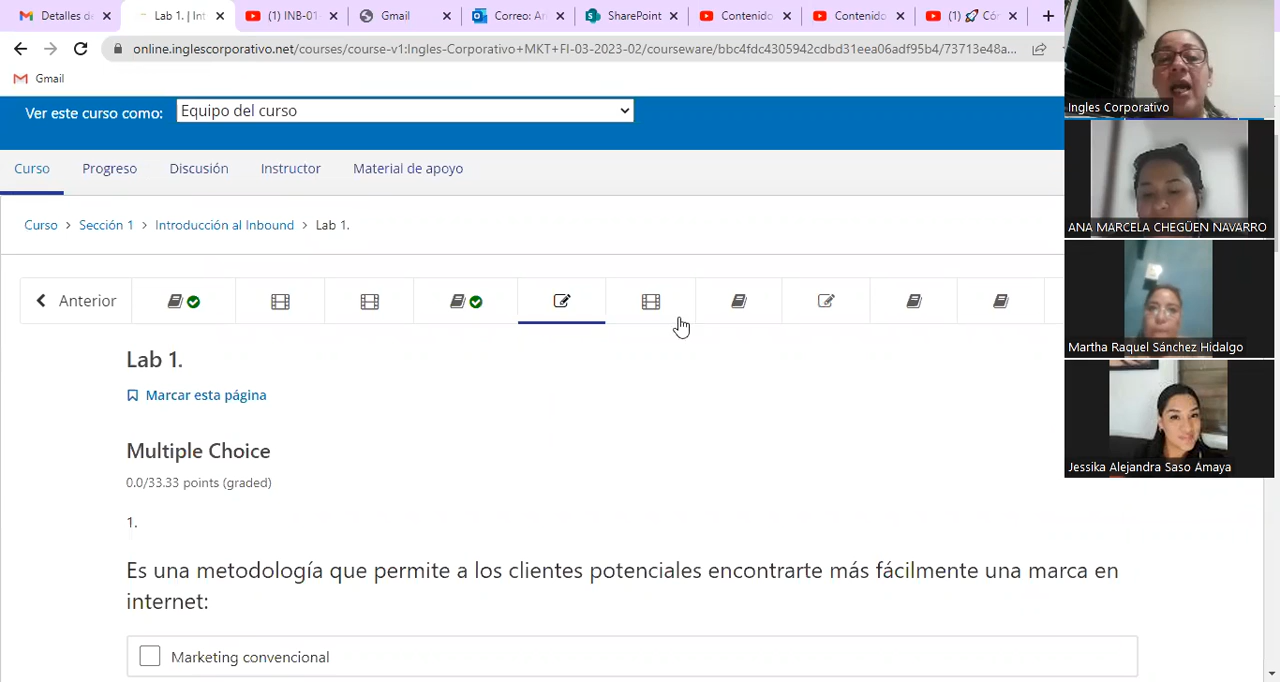 Detalles de
Lab 1. | Int
(1) INB-01-
Gmail
Correo: Ar
SharePoint
Contenido
Contenido
(1) 🚀 Có
online.inglescorporativo.net/courses/course-v1:Ingles-Corporativo+MKT+FI-03-2023-02/courseware/bbc4fdc4305942cdbd31eea06adf95b4/73713e48a...
Gmail
Ver este curso como:
Equipo del curso
Curso
Progreso
Discusión
Instructor
Material de apoyo
Curso > Sección 1 > Introducción al Inbound > Lab 1.
Anterior
Lab 1.
Marcar esta página
Multiple Choice
0.0/33.33 points (graded)
1.
Es una metodología que permite a los clientes potenciales encontrarte más fácilmente una marca en
internet:
Marketing convencional
Ingles Corporativo
ANA MARCELA CHEGÜEN NAVARRO
Martha Raquel Sánchez Hidalgo
Jessika Alejandra Saso Amaya